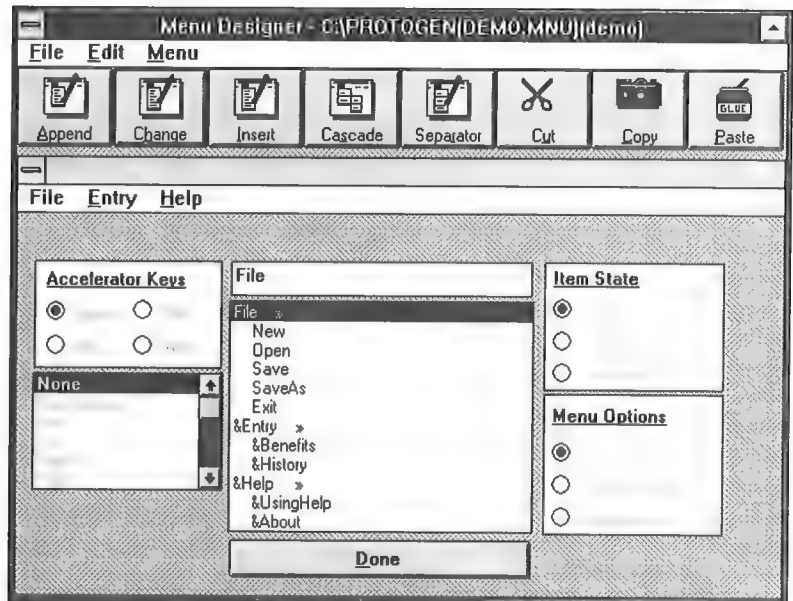 Menu Designer - C:\PROTOGEN(DEMO.MNU)(demo)
File Edit Menu
Append Change Insert Cascade Separator Cut Copy Paste
GLUE
File Entry Help
Accelerator Keys
None
File
File »
New
Open
Save
SaveAs
Exit
&Entry »
&Benefits
&History
&Help »
&UsingHelp
&About
Done
Item State
Menu Options